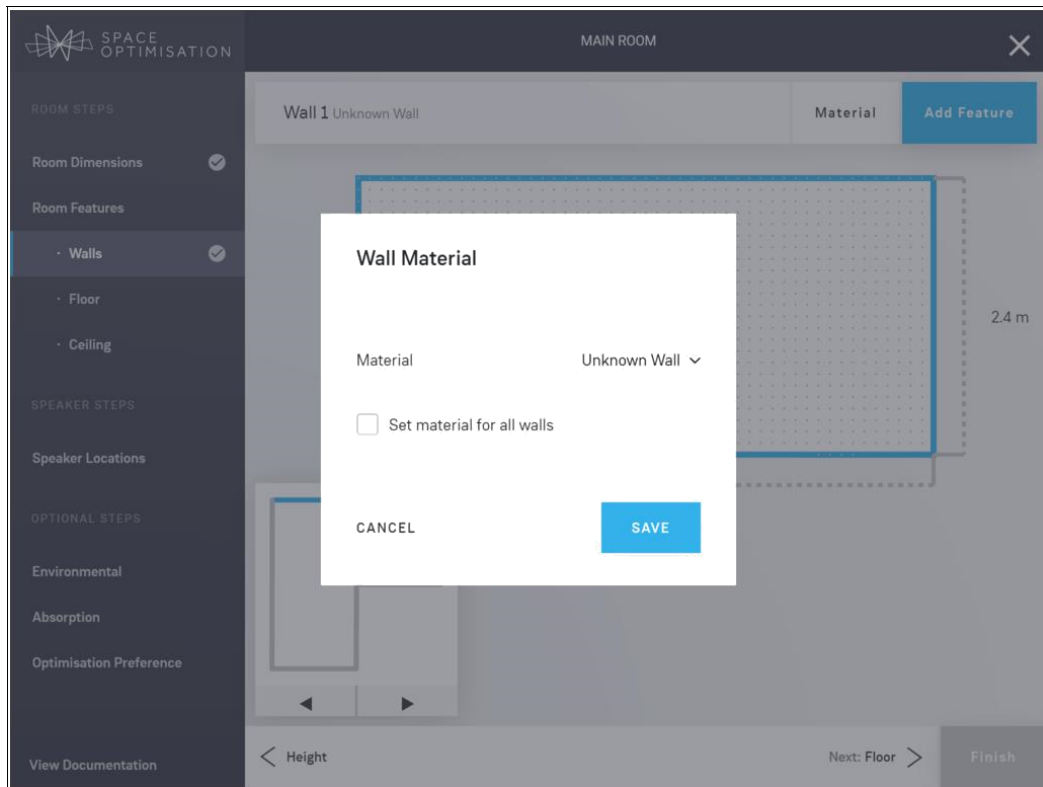 SPACE
OPTIMISATION
MAIN ROOM
ROOM STEPS
Room Dimensions
Room Features
· Walls
· Floor
· Ceiling
SPEAKER STEPS
Speaker Locations
OPTIONAL STEPS
Environmental
Absorption
Optimisation Preference
View Documentation
Wall 1 Unknown Wall
Material
Add Feature
2.4 m
Wall Material
Material
Unknown Wall
Set material for all walls
CANCEL
SAVE
Height
Next: Floor
Finish